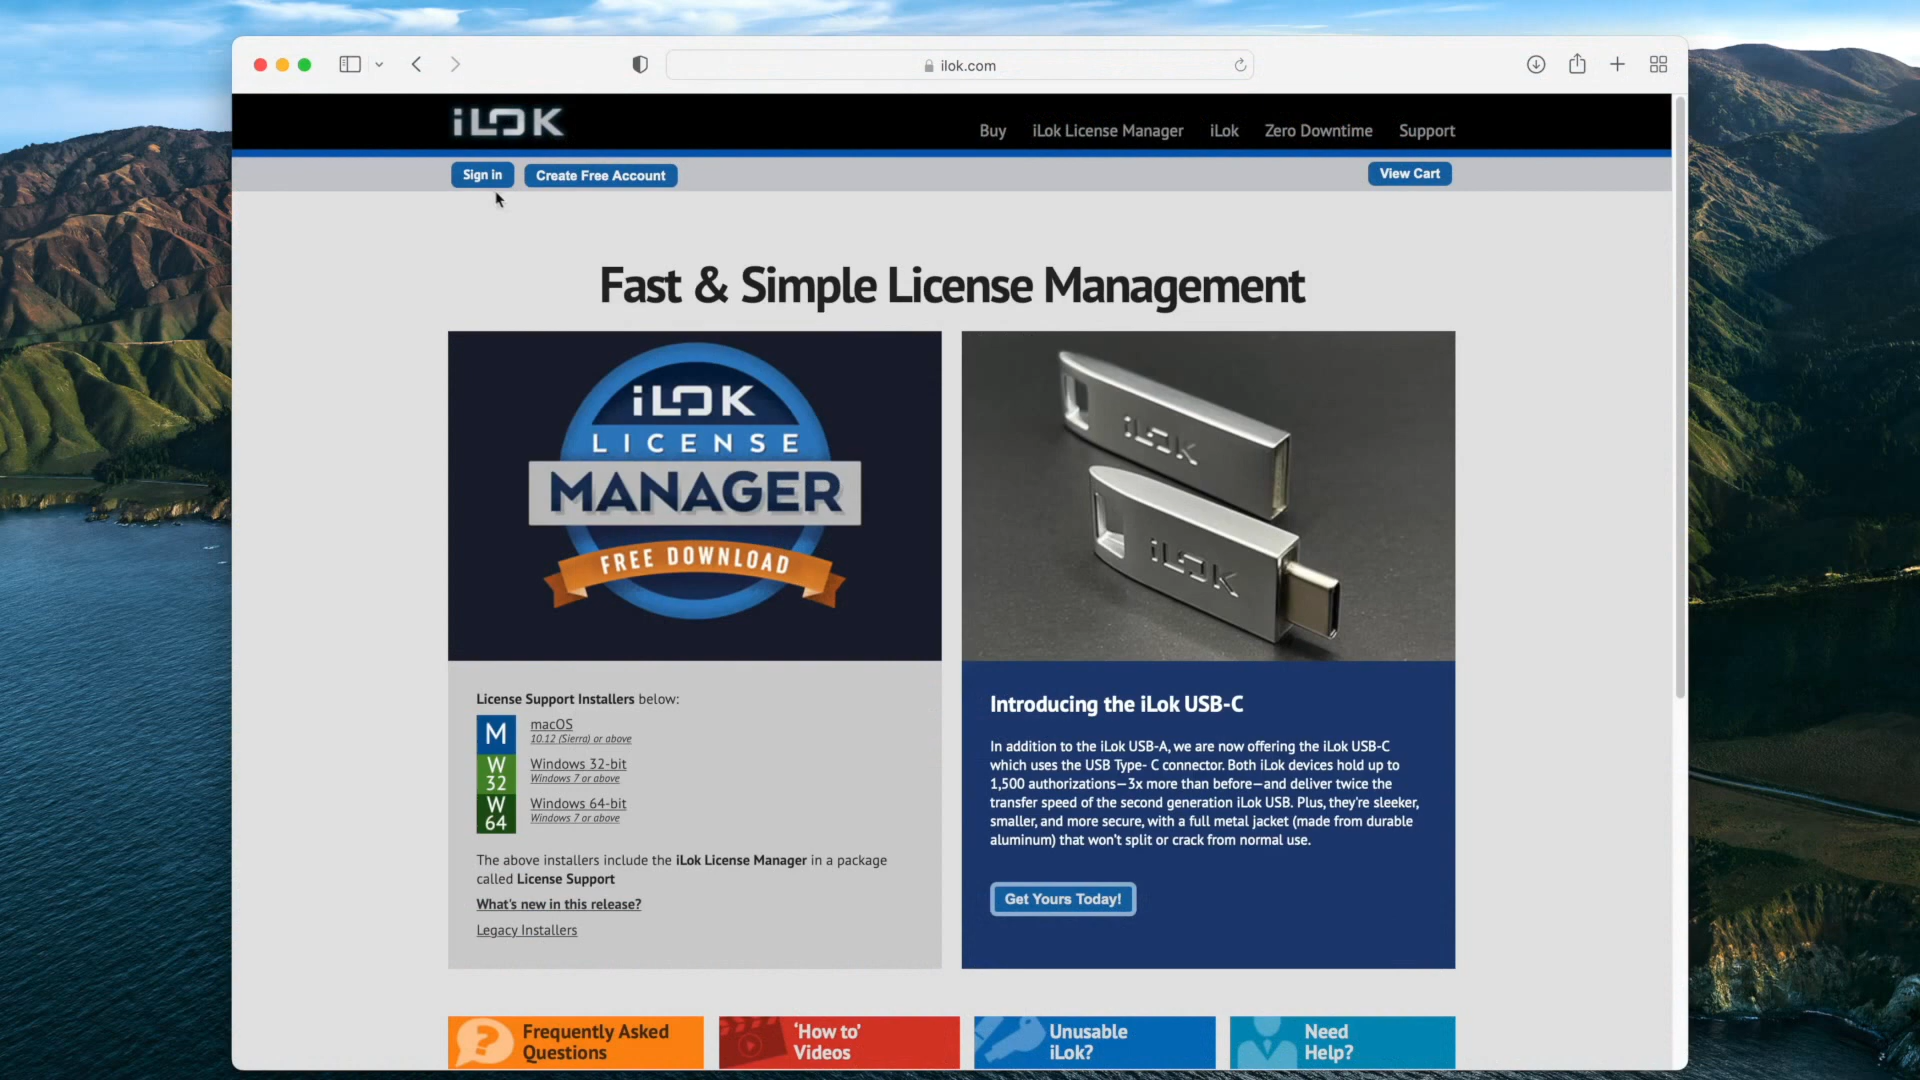 ilok.com
iLOK
Buy iLok License Manager iLok Zero Downtime Support
Sign in Create Free Account View Cart
Fast & Simple License Management
iLOK
LICENSE
MANAGER
FREE DOWNLOAD
iLOK
iLOK
License Support Installers below:
M macOS
10.12 (Sierra) or above
W
32
Windows 32-bit
Windows 7 or above
W
64
Windows 64-bit
Windows 7 or above
The above installers include the iLok License Manager in a package
called License Support
What's new in this release?
Legacy Installers
Introducing the iLok USB-C
In addition to the iLok USB-A, we are now offering the iLok USB-C
which uses the USB Type- C connector. Both iLok devices hold up to
1,500 authorizations—3x more than before—and deliver twice the
transfer speed of the second generation iLok USB. Plus, they're sleeker,
smaller, and more secure, with a full metal jacket (made from durable
aluminum) that won't split or crack from normal use.
Get Yours Today!
?
Frequently Asked
Questions
‘How to’
Videos
Unusable
iLok?
Need
Help?